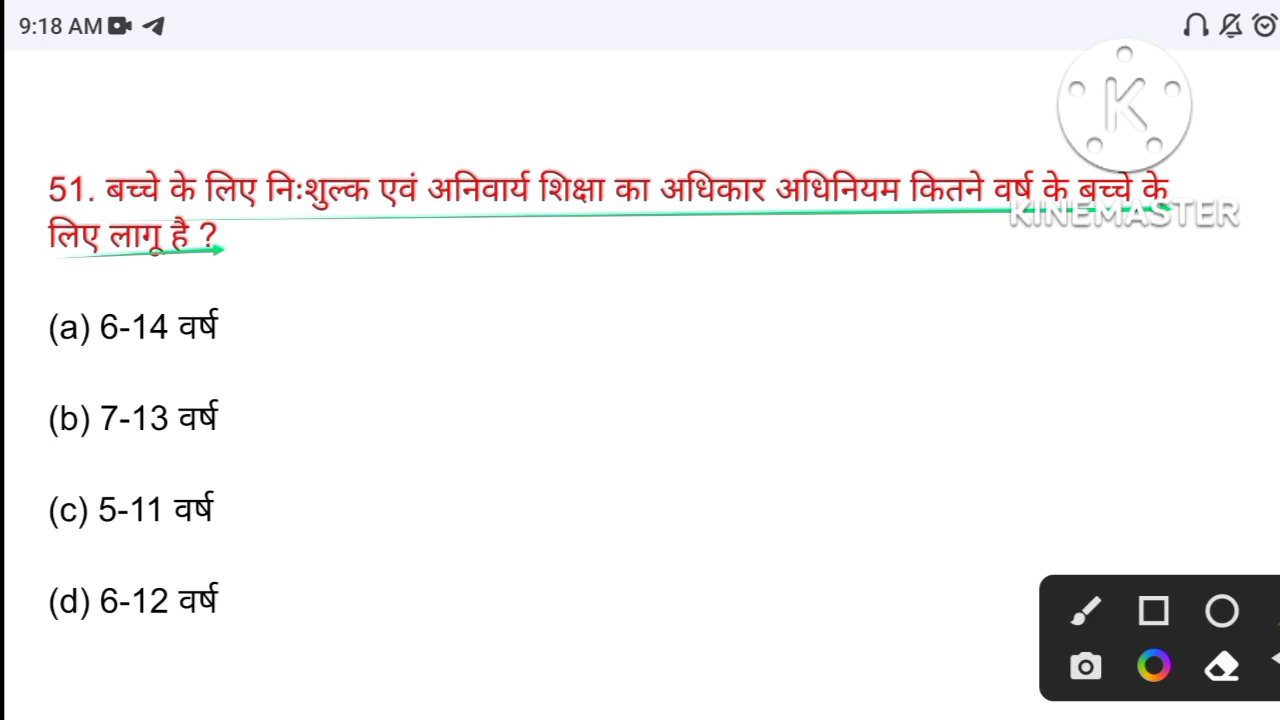 9:18 AM
K
51. बच्चे के लिए निःशुल्क एवं अनिवार्य शिक्षा का अधिकार अधिनियम कितने वर्ष के बच्चे के
KINEMASTER
लिए लागू है ?
(a) 6-14 वर्ष
(b) 7-13 वर्ष
(c) 5-11 वर्ष
(d) 6-12 वर्ष